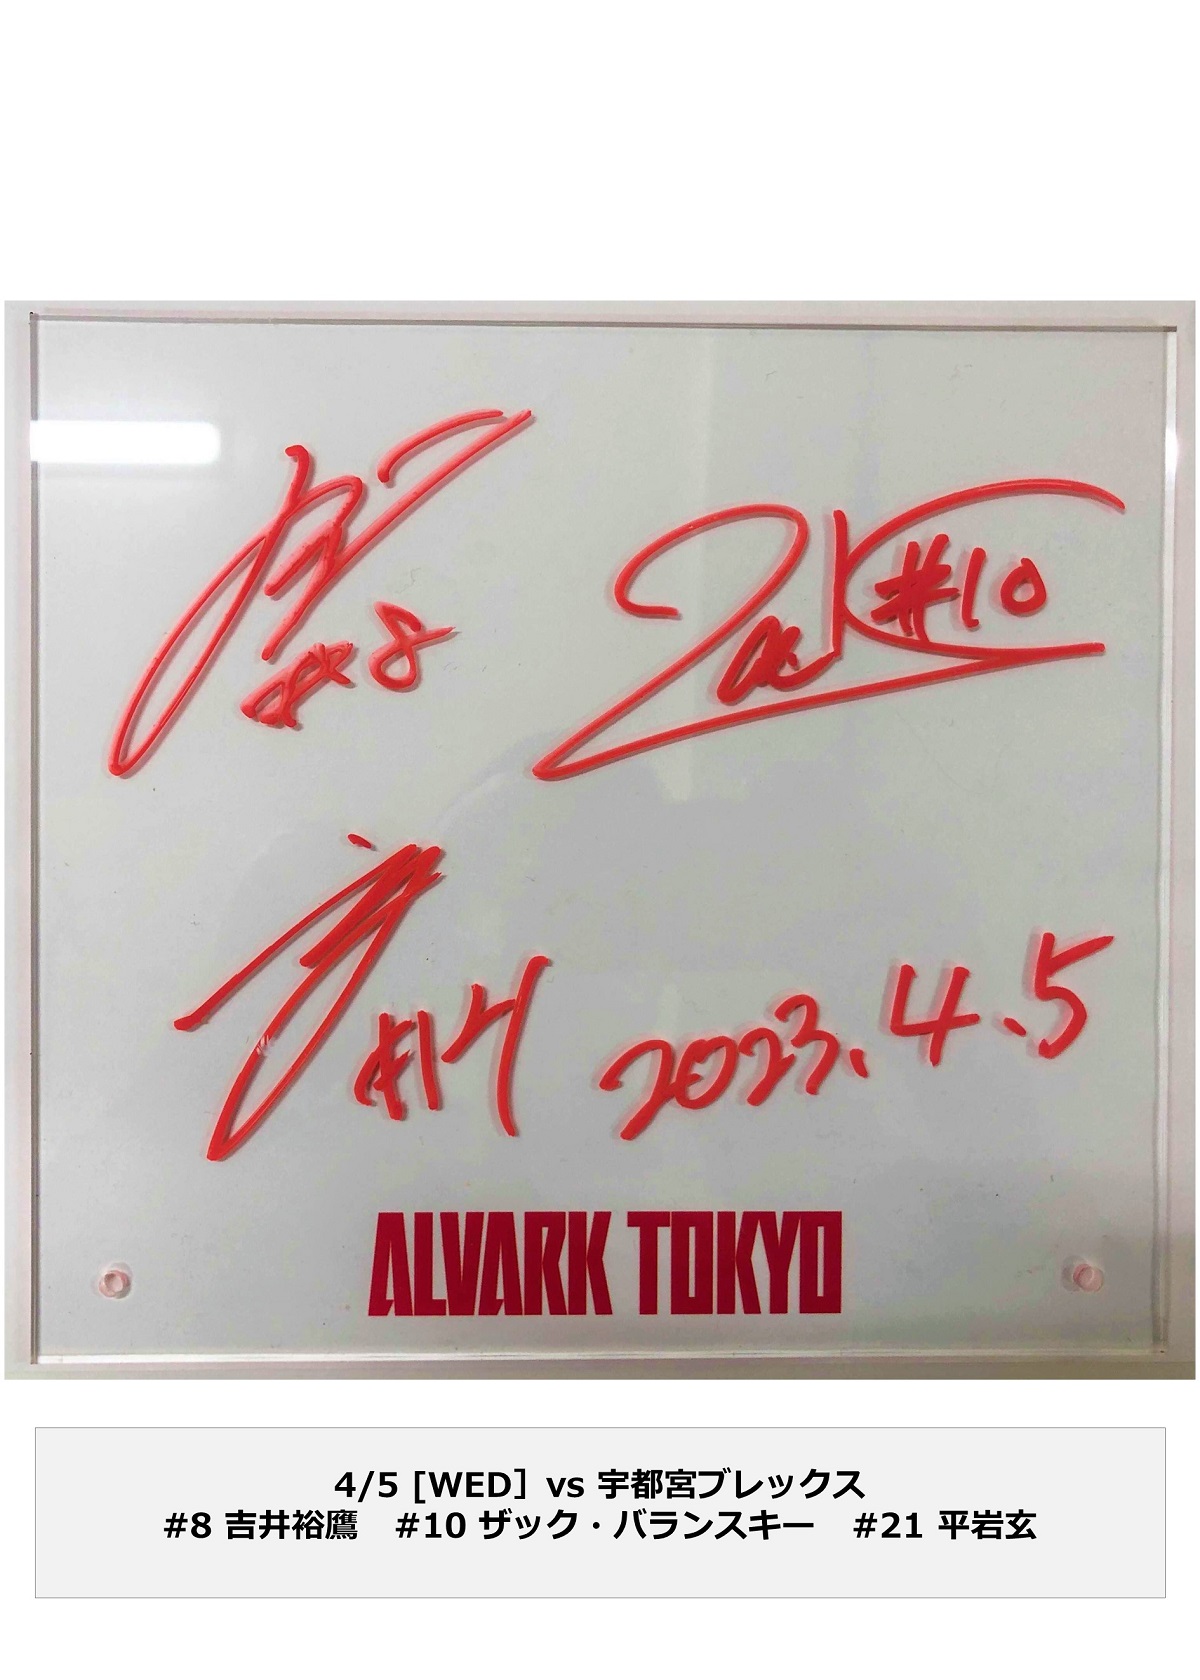 #8
Zack #10
2023.4.5
ALVARK TOKYO
4/5 [WED］vs 宇都宮ブレックス
#8 吉井裕鷹　#10 ザック・バランスキー　#21 平岩玄